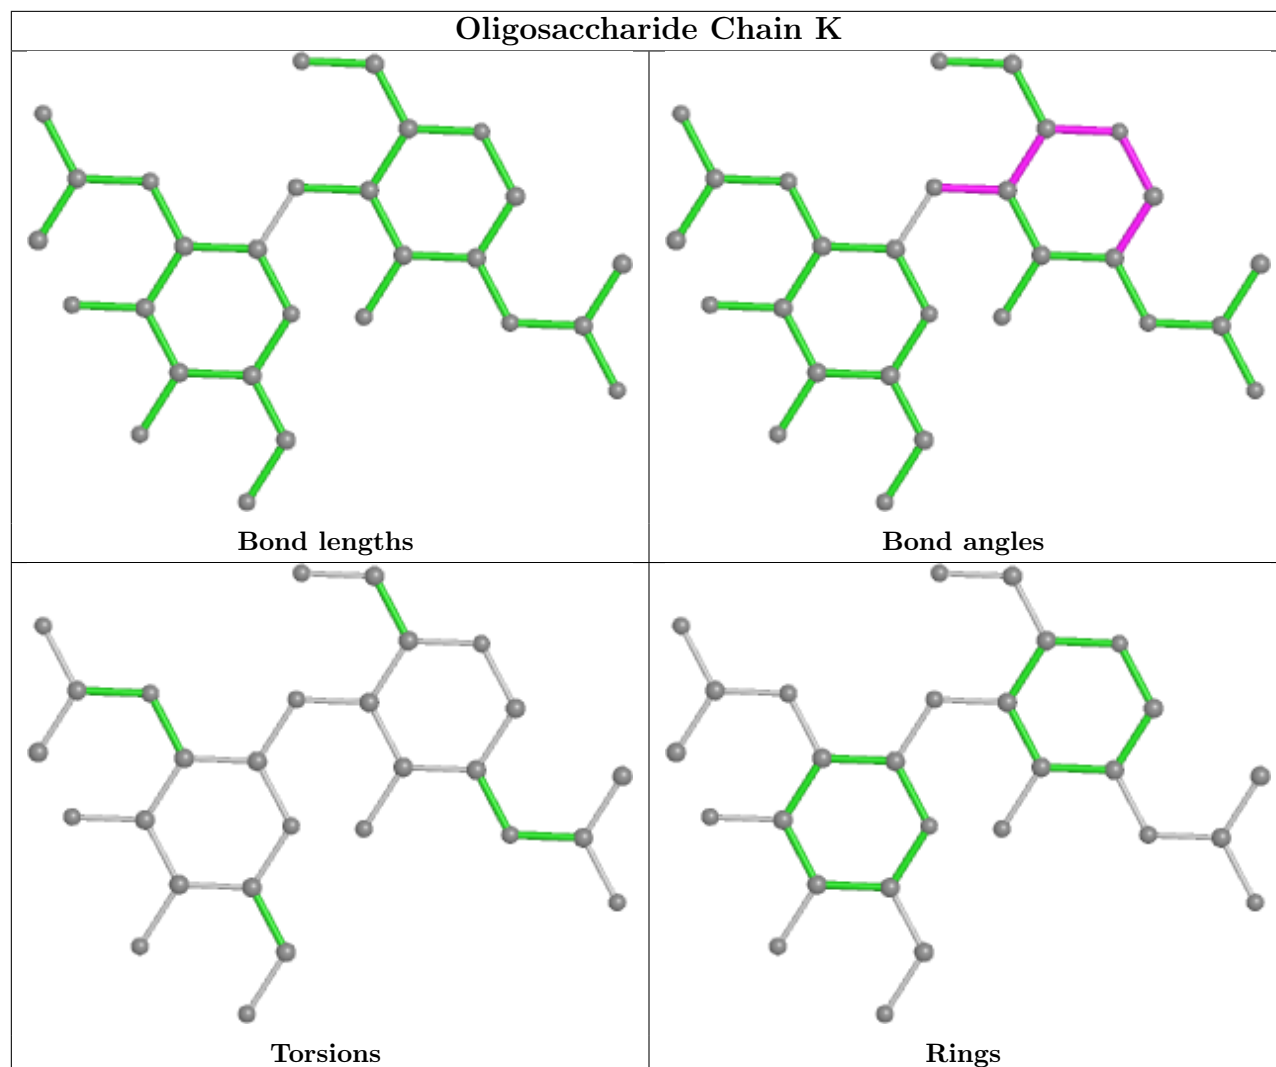 Oligosaccharide Chain K
Bond lengths
Bond angles
Torsions
Rings